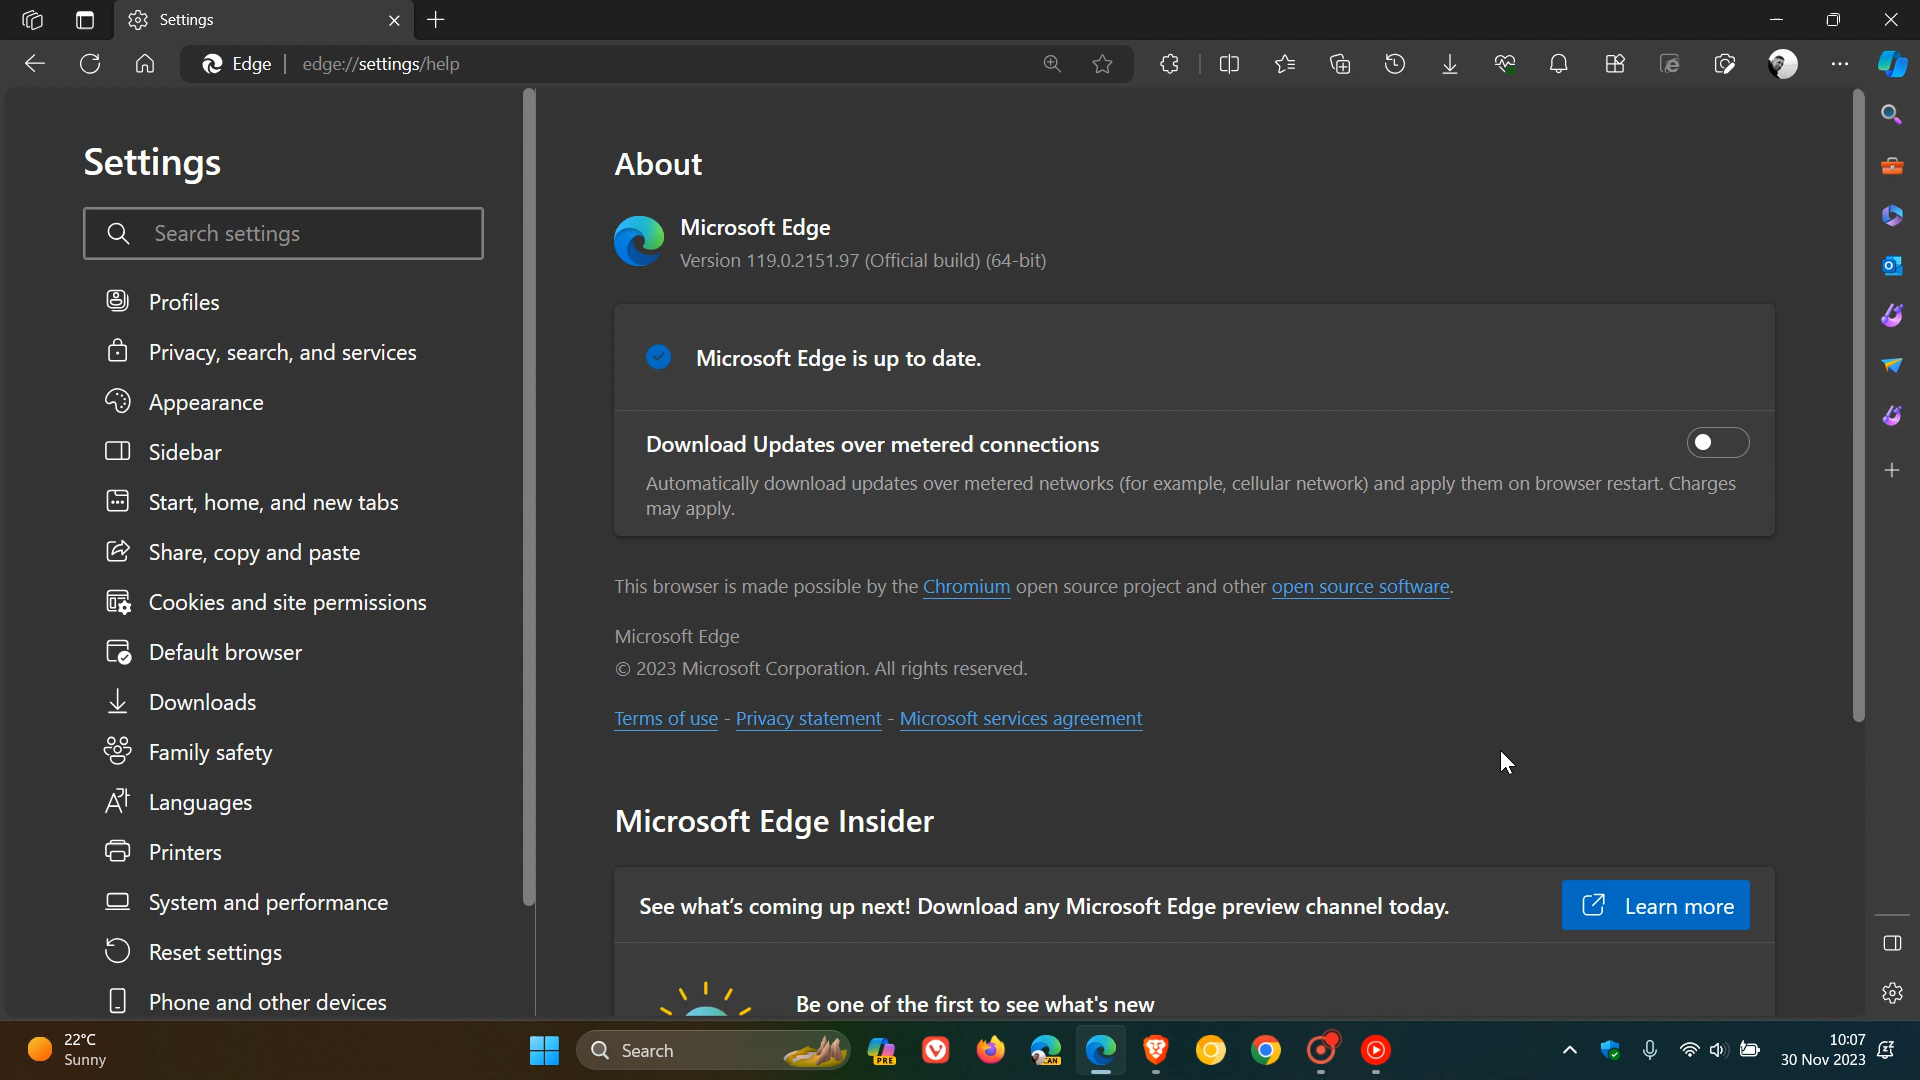 Settings
Edge
edge://settings/help
Settings
Search settings
Profiles
Privacy, search, and services
Appearance
Sidebar
Start, home, and new tabs
Share, copy and paste
Cookies and site permissions
Default browser
Downloads
Family safety
Languages
Printers
System and performance
Reset settings
Phone and other devices
About
Microsoft Edge
Version 119.0.2151.97 (Official build) (64-bit)
Microsoft Edge is up to date.
Download Updates over metered connections
Automatically download updates over metered networks (for example, cellular network) and apply them on browser restart. Charges
may apply.
This browser is made possible by the Chromium open source project and other open source software.
Microsoft Edge
© 2023 Microsoft Corporation. All rights reserved.
Terms of use - Privacy statement - Microsoft services agreement
Microsoft Edge Insider
See what's coming up next! Download any Microsoft Edge preview channel today.
Learn more
Be one of the first to see what's new
22°C
Sunny
Search
PRE
CAN
10:07
30 Nov 2023